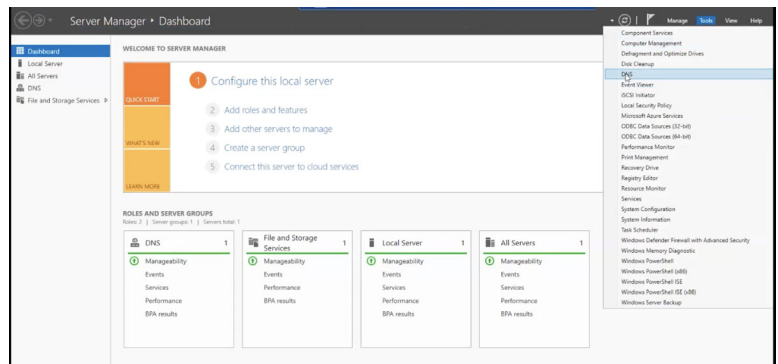 Server Manager ▸ Dashboard
Manage Tools View Help
Dashboard
Local Server
All Servers
DNS
File and Storage Services
WELCOME TO SERVER MANAGER
QUICK START
WHAT'S NEW
LEARN MORE
1 Configure this local server
2 Add roles and features
3 Add other servers to manage
4 Create a server group
5 Connect this server to cloud services
ROLES AND SERVER GROUPS
Roles: 2 | Server groups: 1 | Servers total: 1
DNS 1
Manageability
Events
Services
Performance
BPA results
File and Storage
Services 1
Manageability
Events
Performance
BPA results
Local Server 1
Manageability
Events
Services
Performance
BPA results
All Servers 1
Manageability
Events
Services
Performance
BPA results
Component Services
Computer Management
Defragment and Optimize Drives
Disk Cleanup
DNS
Event Viewer
iSCSI Initiator
Local Security Policy
Microsoft Azure Services
ODBC Data Sources (32-bit)
ODBC Data Sources (64-bit)
Performance Monitor
Print Management
Recovery Drive
Registry Editor
Resource Monitor
Services
System Configuration
System Information
Task Scheduler
Windows Defender Firewall with Advanced Security
Windows Memory Diagnostic
Windows PowerShell
Windows PowerShell (x86)
Windows PowerShell ISE
Windows PowerShell ISE (x86)
Windows Server Backup